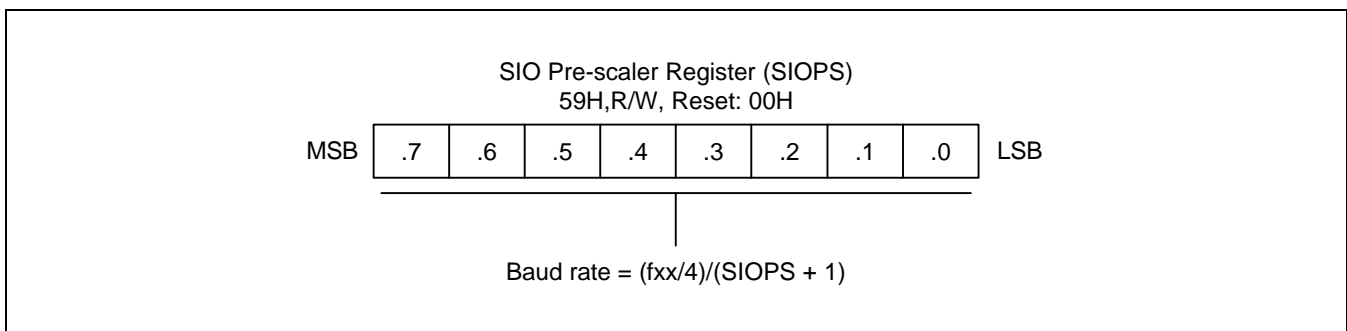 SIO Pre-scaler Register (SIOPS)
59H,R/W, Reset: 00H
MSB .7 .6 .5 .4 .3 .2 .1 .0 LSB
Baud rate = (fxx/4)/(SIOPS + 1)